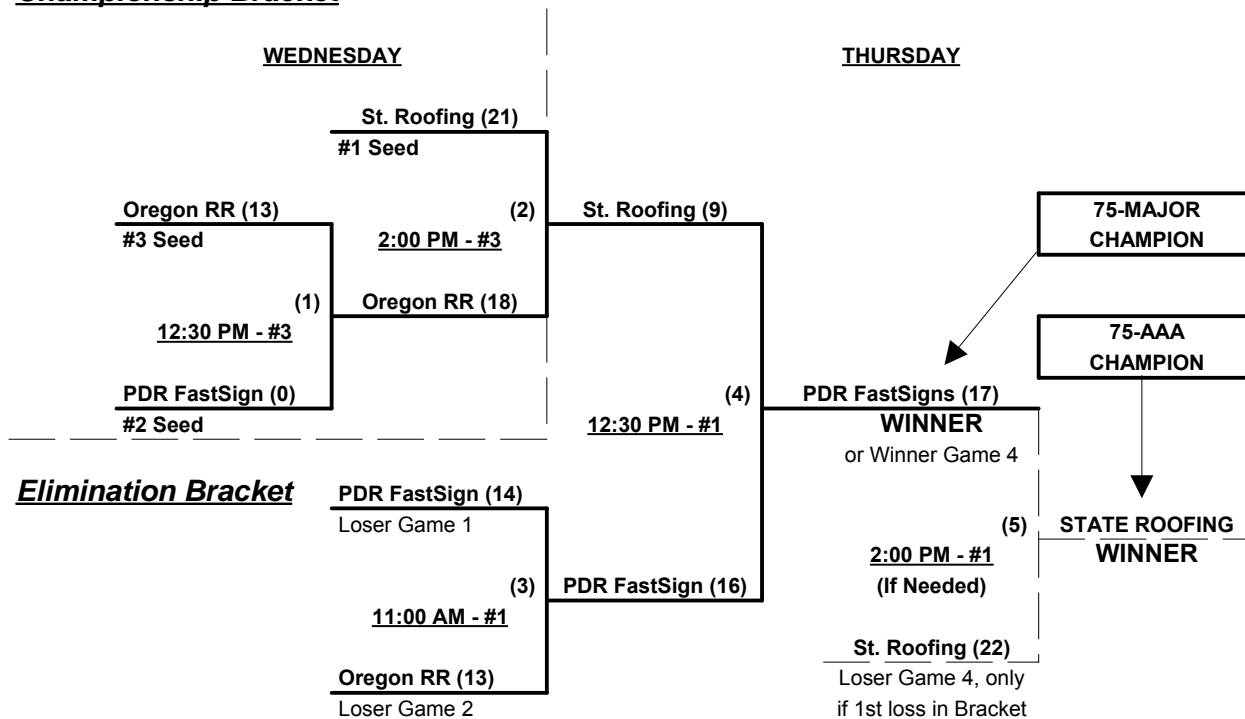 Championship Bracket
WEDNESDAY
THURSDAY
St. Roofing (21)
#1 Seed
Oregon RR (13)
#3 Seed
(2)
2:00 PM - #3
St. Roofing (9)
75-MAJOR
CHAMPION
(1)
12:30 PM - #3
Oregon RR (18)
75-AAA
CHAMPION
PDR FastSign (0)
#2 Seed
(4)
12:30 PM - #1
PDR FastSigns (17)
WINNER
or Winner Game 4
Elimination Bracket
PDR FastSign (14)
Loser Game 1
(5)
2:00 PM - #1
(If Needed)
STATE ROOFING
WINNER
(3)
11:00 AM - #1
PDR FastSign (16)
Oregon RR (13)
Loser Game 2
St. Roofing (22)
Loser Game 4, only
if 1st loss in Bracket